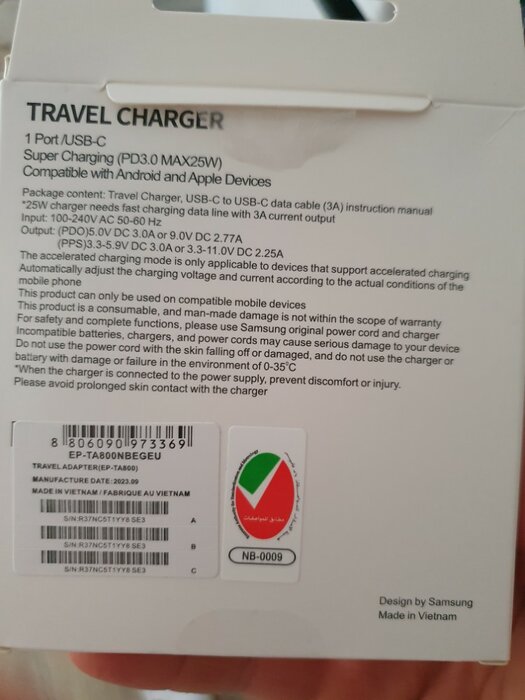 TRAVEL CHARGER
1 Port /USB-C
Super Charging (PD3.0 MAX25W)
Compatible with Android and Apple Devices
Package content: Travel Charger, USB-C to USB-C data cable (3A) instruction manual
*25W charger needs fast charging data line with 3A current output
Input: 100-240V AC 50-60 Hz
Output: (PDO)5.0V DC 3.0A or 9.0V DC 2.77A
(PPS)3.3-5.9V DC 3.0A or 3.3-11.0V DC 2.25A
The accelerated charging mode is only applicable to devices that support accelerated charging
Automatically adjust the charging voltage and current according to the actual conditions of the
mobile phone
This product can only be used on compatible mobile devices
This product is a consumable, and man-made damage is not within the scope of warranty
For safety and complete functions, please use Samsung original power cord and charger
Incompatible batteries, chargers, and power cords may cause serious damage to your device
Do not use the power cord with the skin falling off or damaged, and do not use the charger or
battery with damage or failure in the environment of 0-35°C
*When the charger is connected to the power supply, prevent discomfort or injury.
Please avoid prolonged skin contact with the charger
8 806090 973369
EP-TA800NBEGEU
TRAVEL ADAPTER(EP-TA800)
MANUFACTURE DATE:2023.09
MADE IN VIETNAM / FABRIQUE AU VIETNAM
S/N:R37NC5T1YY8 SE3 A
S/N:R37NC5T1YY8 SE3 B
S/N:R37NC5T1YY8 SE3 C
مطابق للمواصفات
NB-0009
Design by Samsung
Made in Vietnam